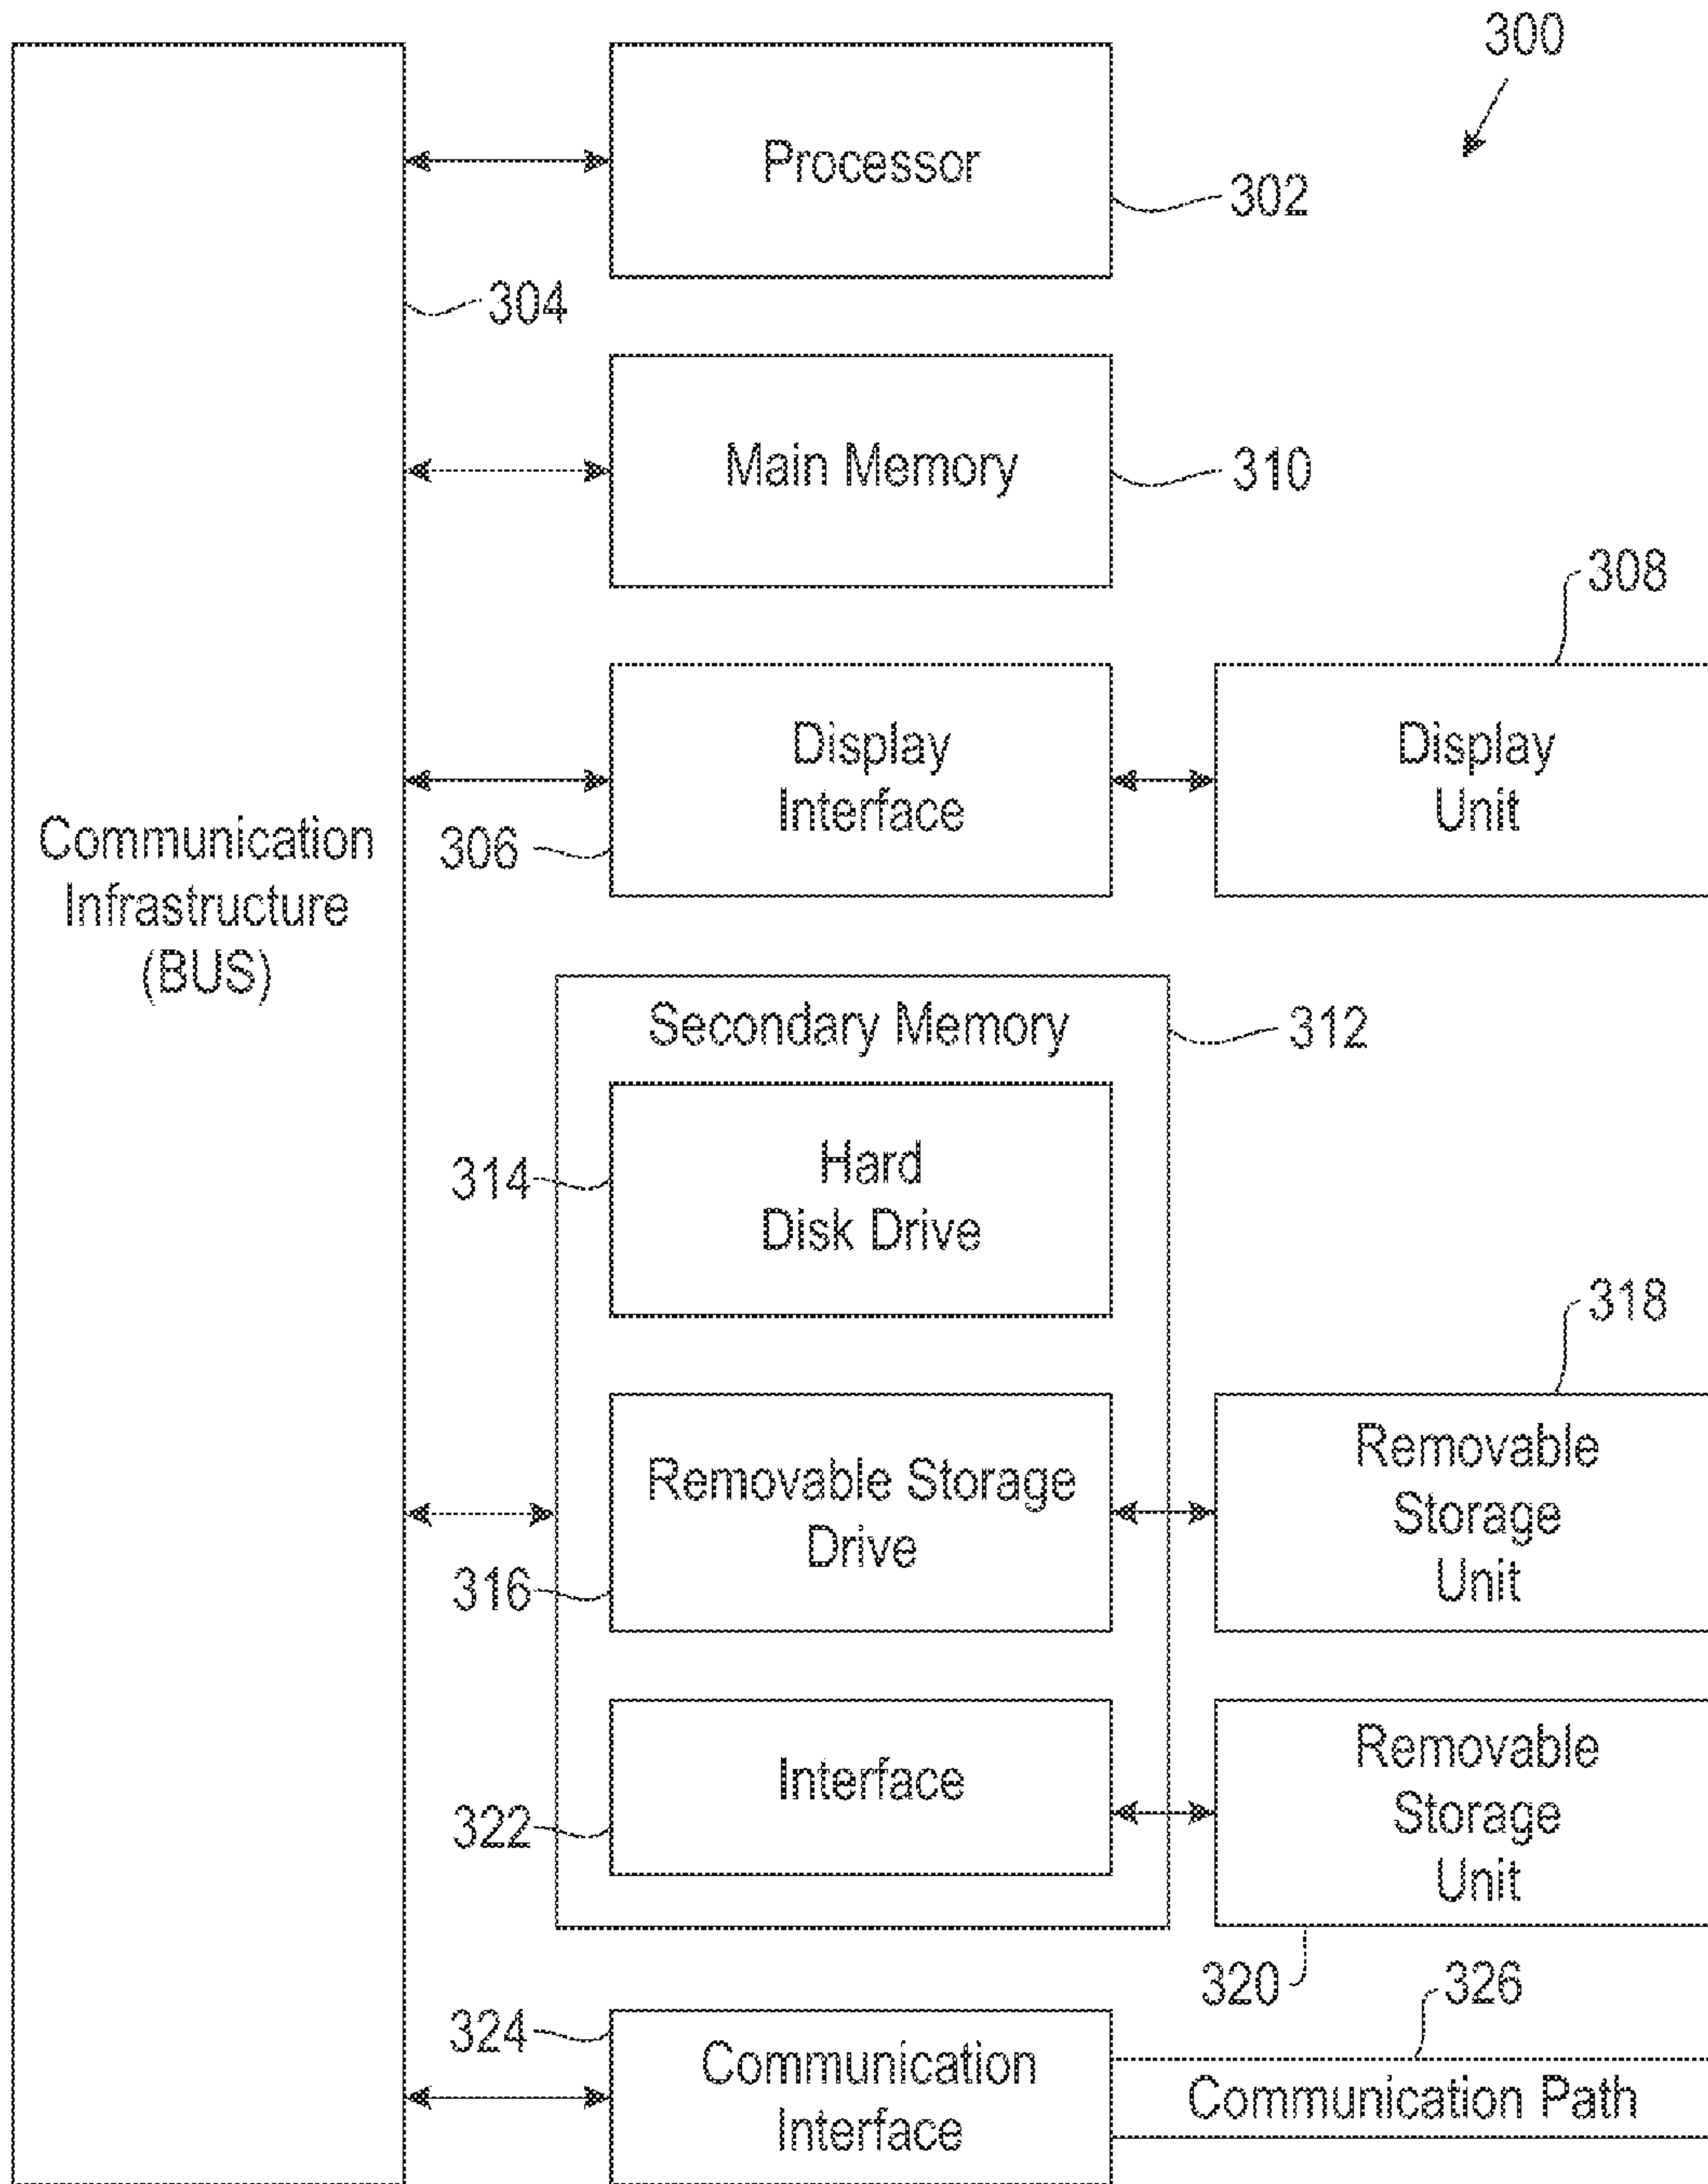 300
Processor
302
304
Main Memory
310
308
Display
Interface
306
Display
Unit
Communication
Infrastructure
(BUS)
Secondary Memory
312
Hard
Disk Drive
314
318
Removable Storage
Drive
316
Removable
Storage
Unit
Interface
322
Removable
Storage
Unit
320
326
324
Communication
Interface
Communication Path